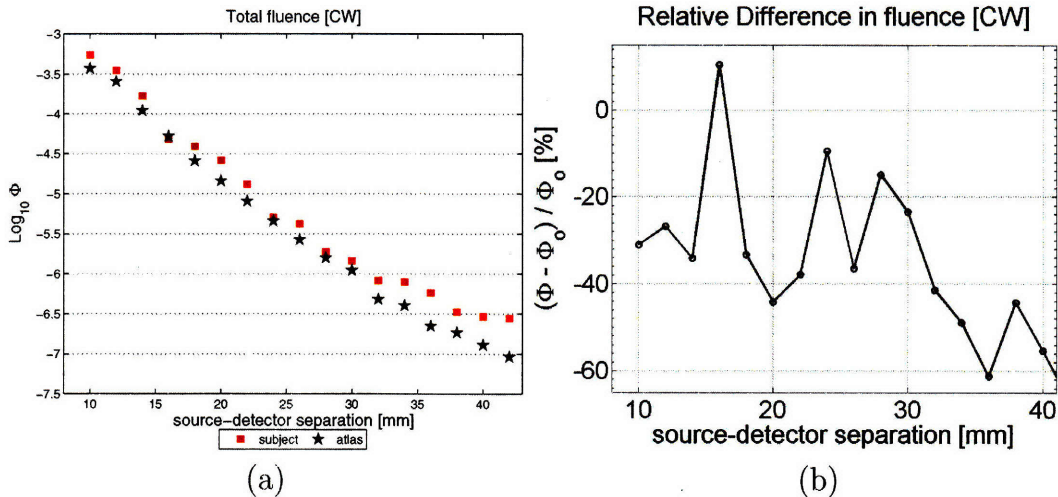 Total fluence [CW]
-3
-3.5
-4
-4.5
-5
-5.5
-6
-6.5
-7
-7.5
Log10 Φ
10 15 20 25 30 35 40
source-detector separation [mm]
subject atlas
(a)
Relative Difference in fluence [CW]
0
-20
-40
-60
(Φ - Φo) / Φo [%]
10 20 30 40
source-detector separation [mm]
(b)